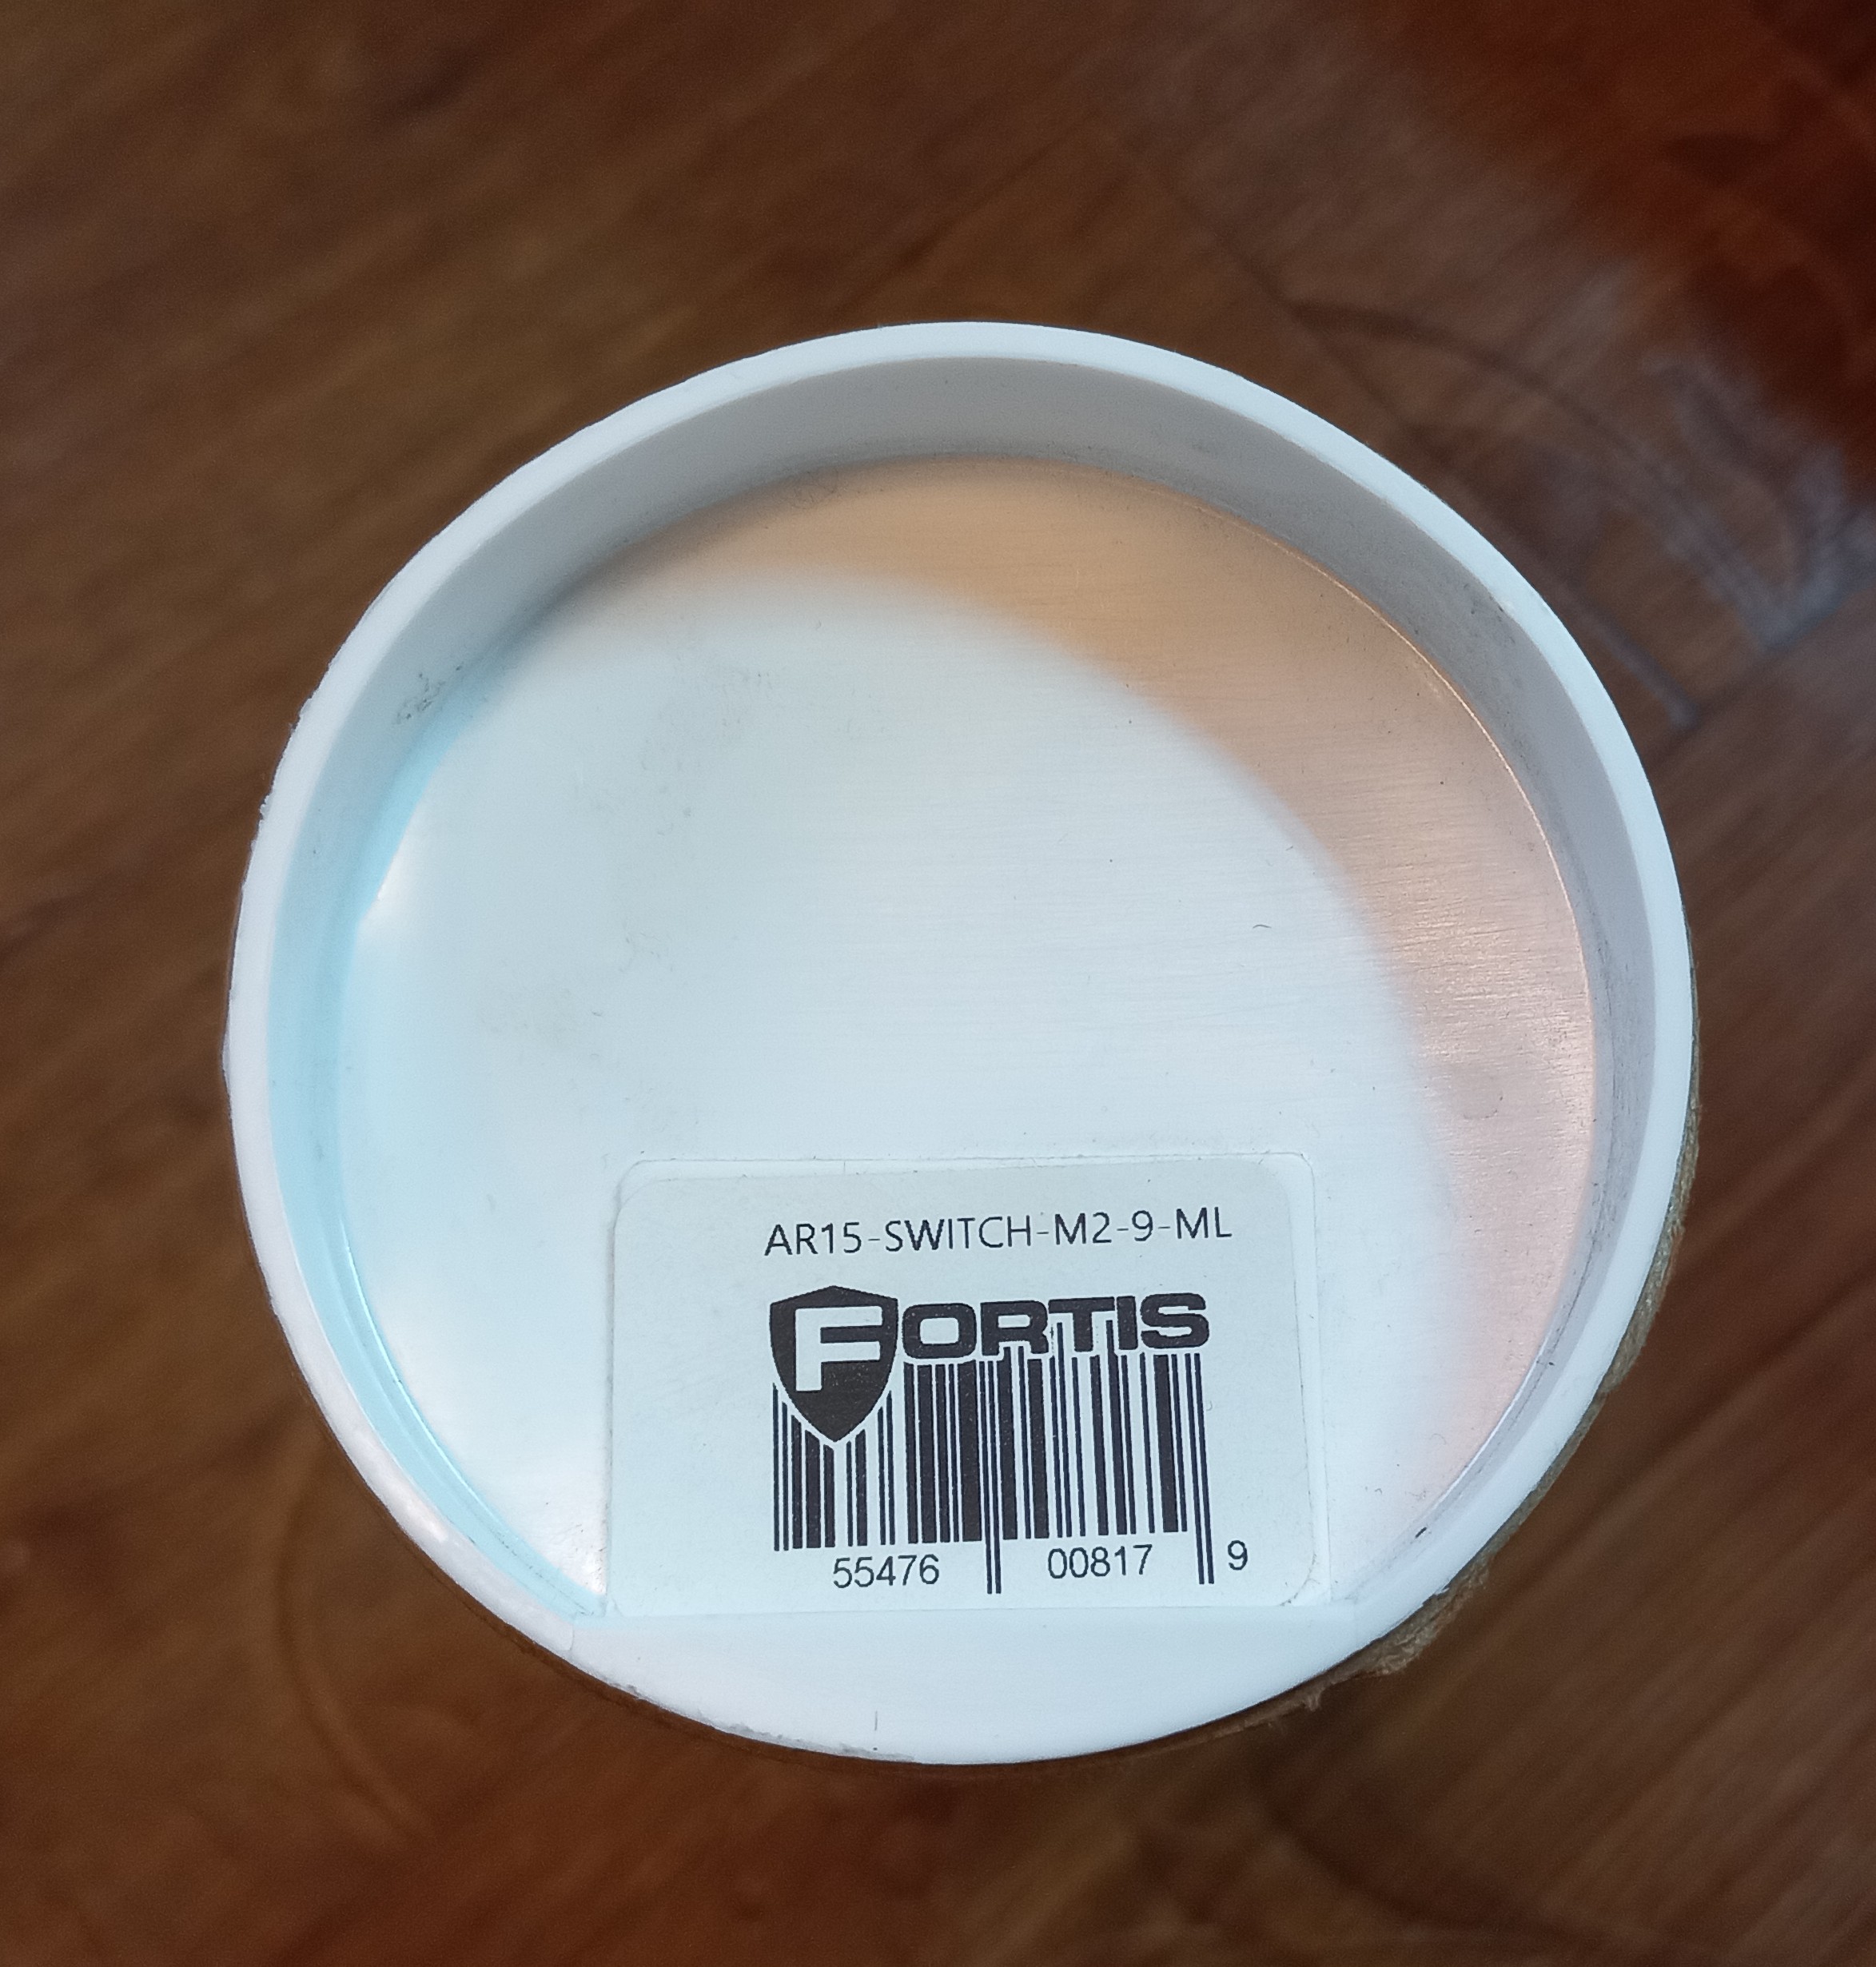 AR15-SWITCH-M2-9-ML
FORTIS
55476 00817 9